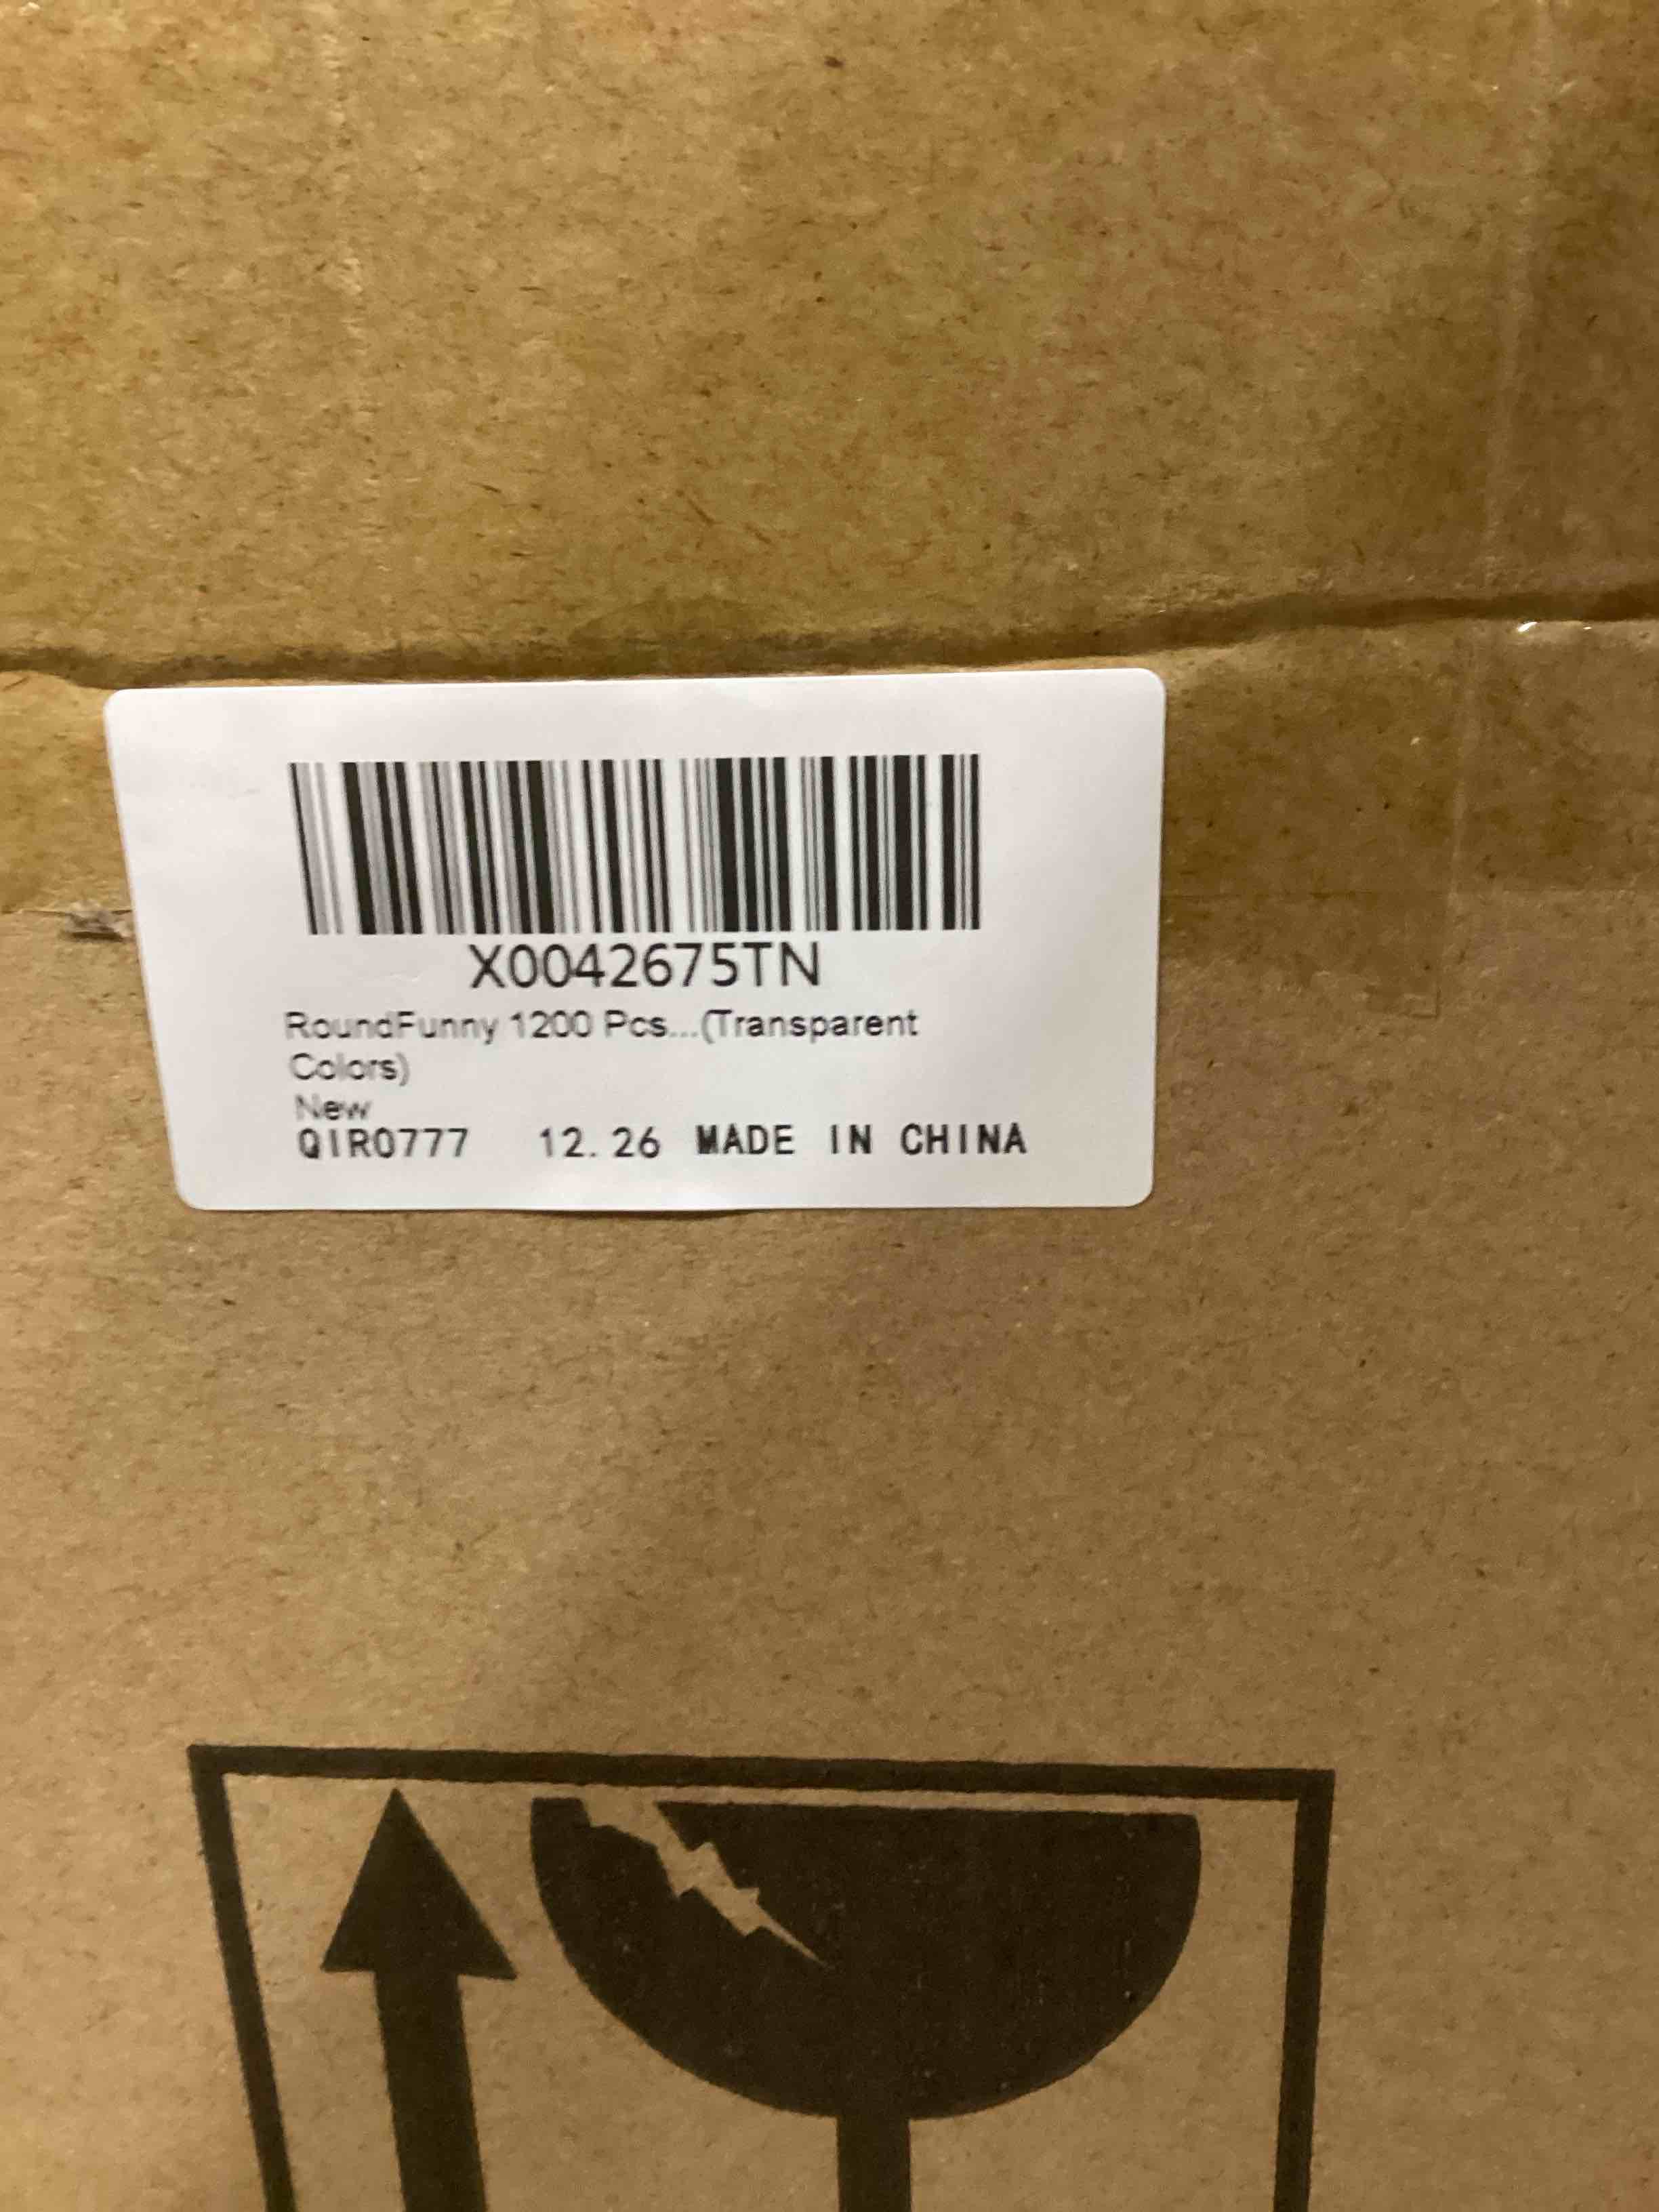 X0042675TN
RoundFunny 1200 Pcs...(Transparent
Colors)
New
QIR0777 12.26 MADE IN CHINA